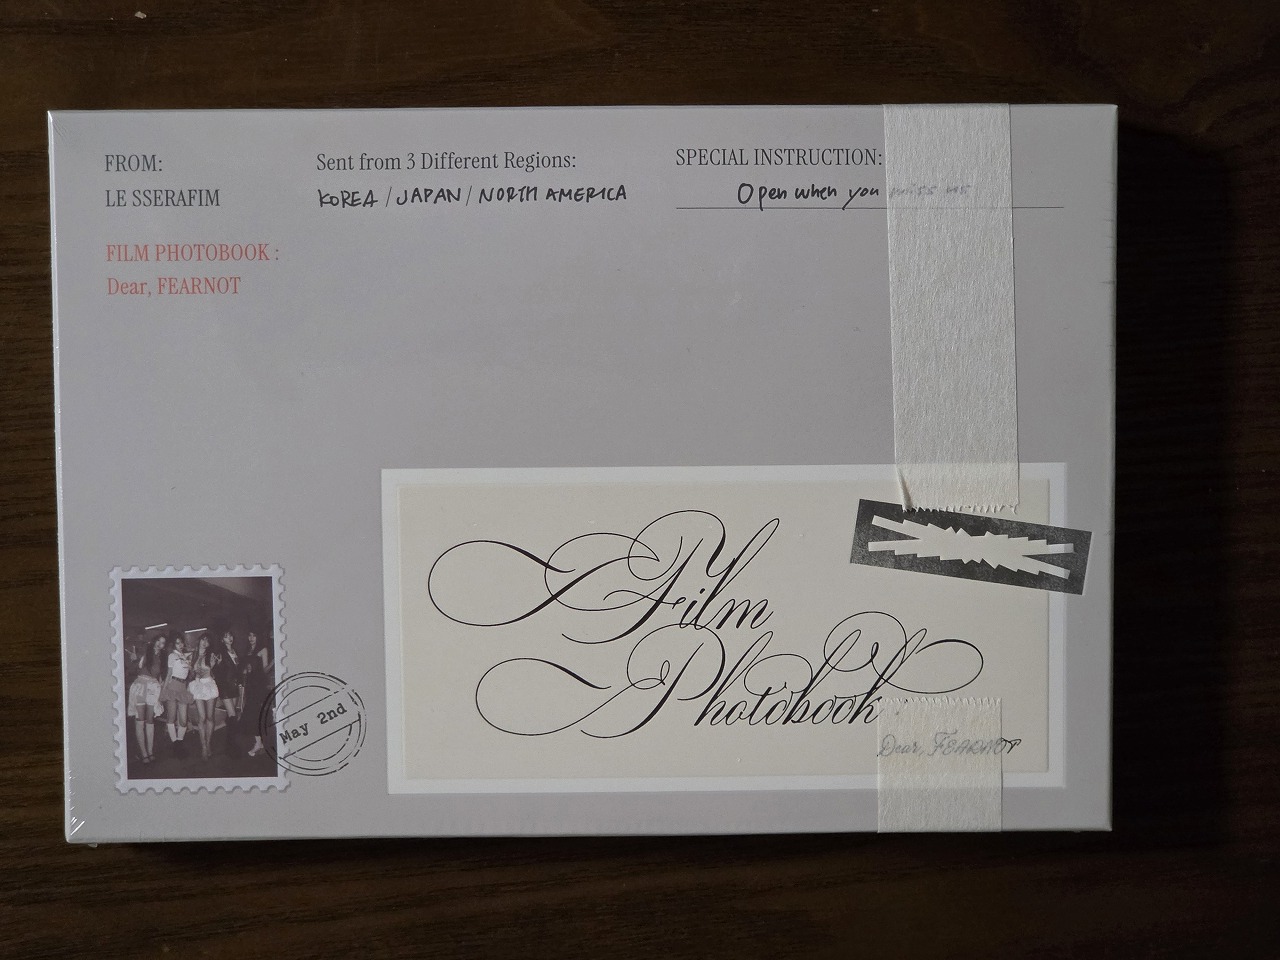 FROM:
LE SSERAFIM
FILM PHOTOBOOK :
Dear, FEARNOT
Sent from 3 Different Regions:
KOREA / JAPAN / NORTH AMERICA
SPECIAL INSTRUCTION:
Open when you miss us
May 2nd
Film
Photobook
Dear, FEARNOT